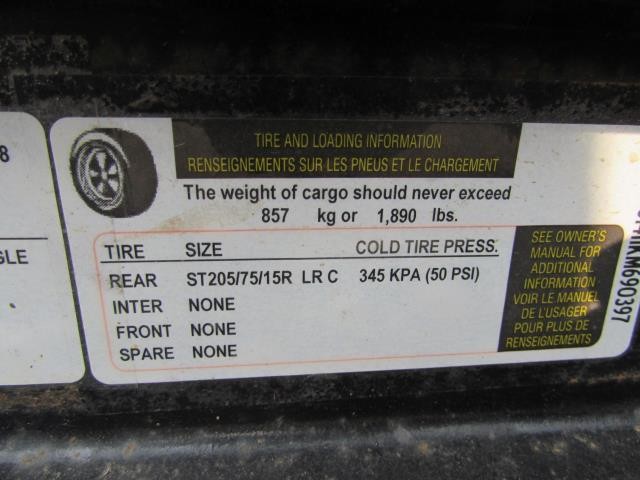 8
GLE
TIRE AND LOADING INFORMATION
RENSEIGNEMENTS SUR LES PNEUS ET LE CHARGEMENT
The weight of cargo should never exceed
857 kg or 1,890 lbs.
TIRE SIZE COLD TIRE PRESS.
REAR ST205/75/15R LR C 345 KPA (50 PSI)
INTER NONE
FRONT NONE
SPARE NONE
SEE OWNER'S
MANUAL FOR
ADDITIONAL
INFORMATION
VOIR LE MANUEL
DE L'USAGER
POUR PLUS DE
RENSEIGNEMENTS
M690397